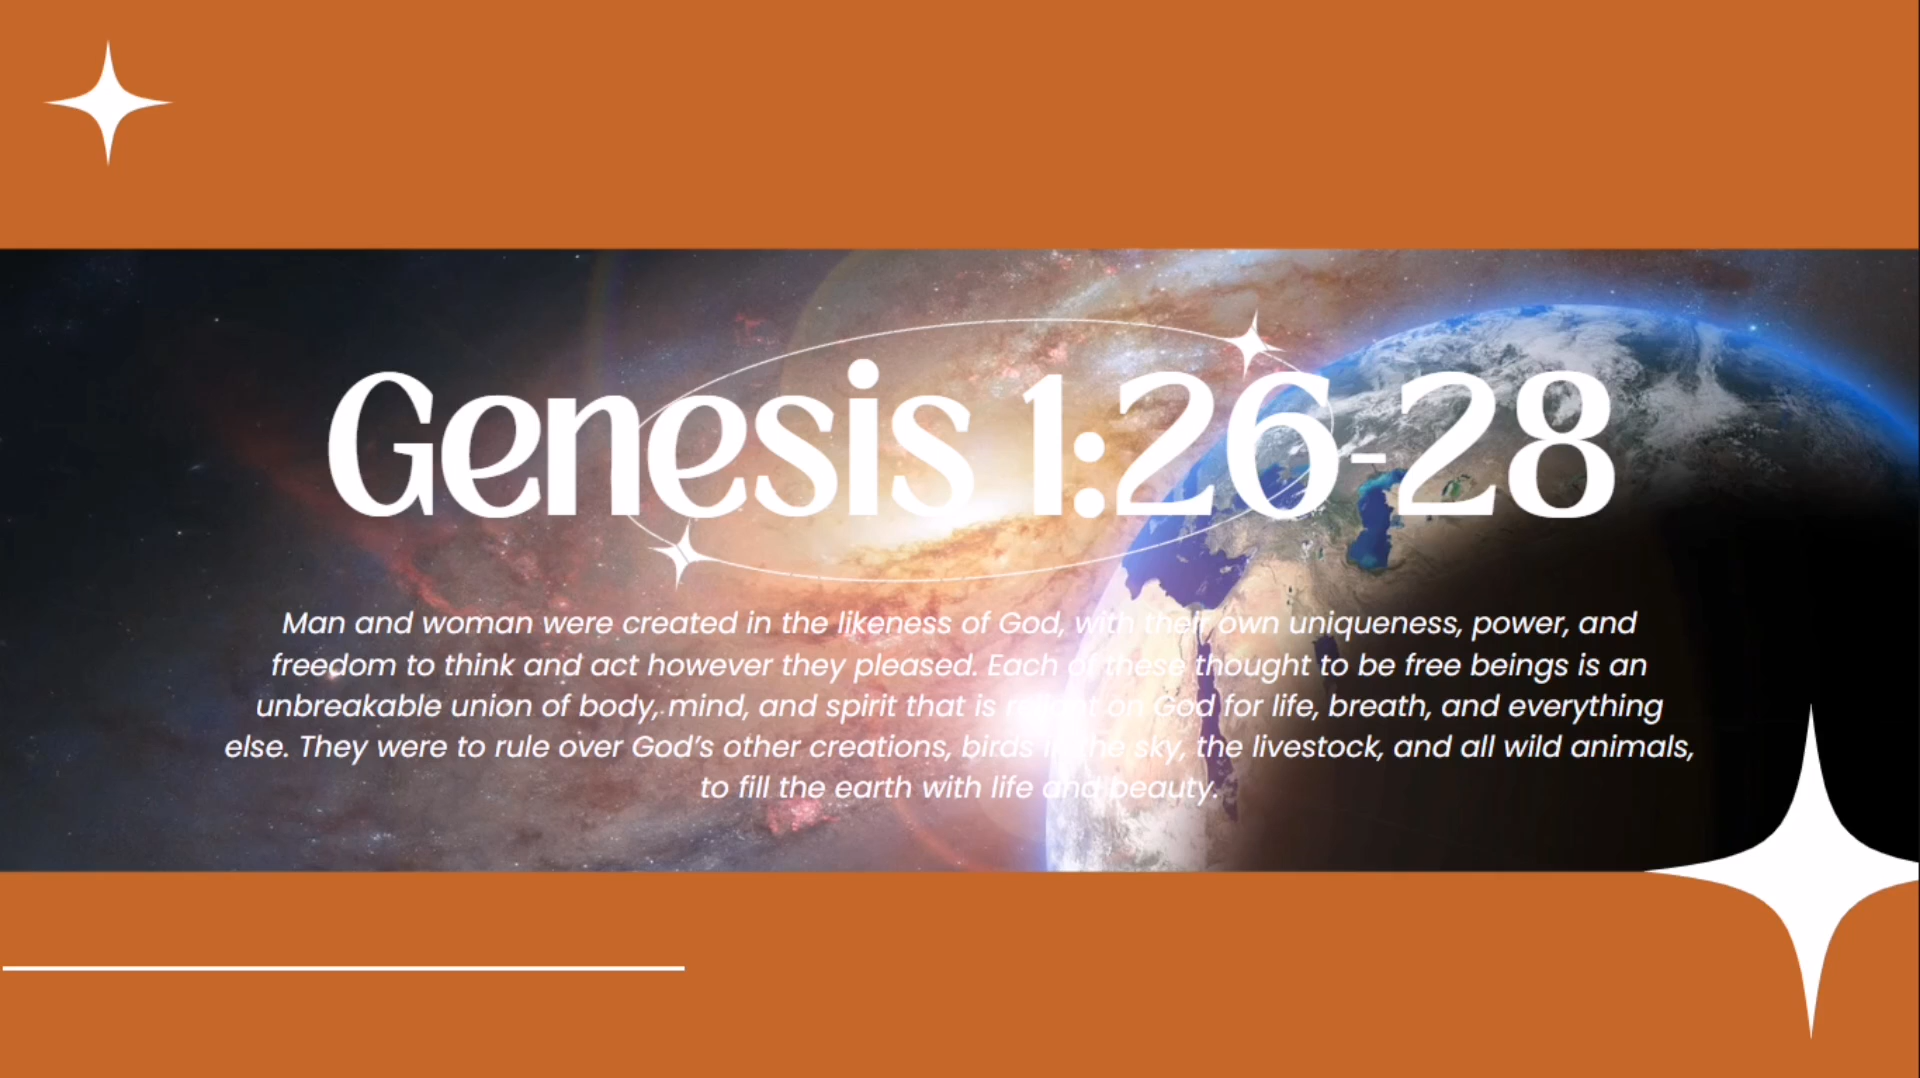 Genesis 1:26-28
Man and woman were created in the likeness of God, with their own uniqueness, power, and
freedom to think and act however they pleased. Each of these thought to be free beings is an
unbreakable union of body, mind, and spirit that is on God for life, breath, and everything
else. They were to rule over God's other creations, birds in the sky, the livestock, and all wild animals,
to fill the earth with life and beauty.